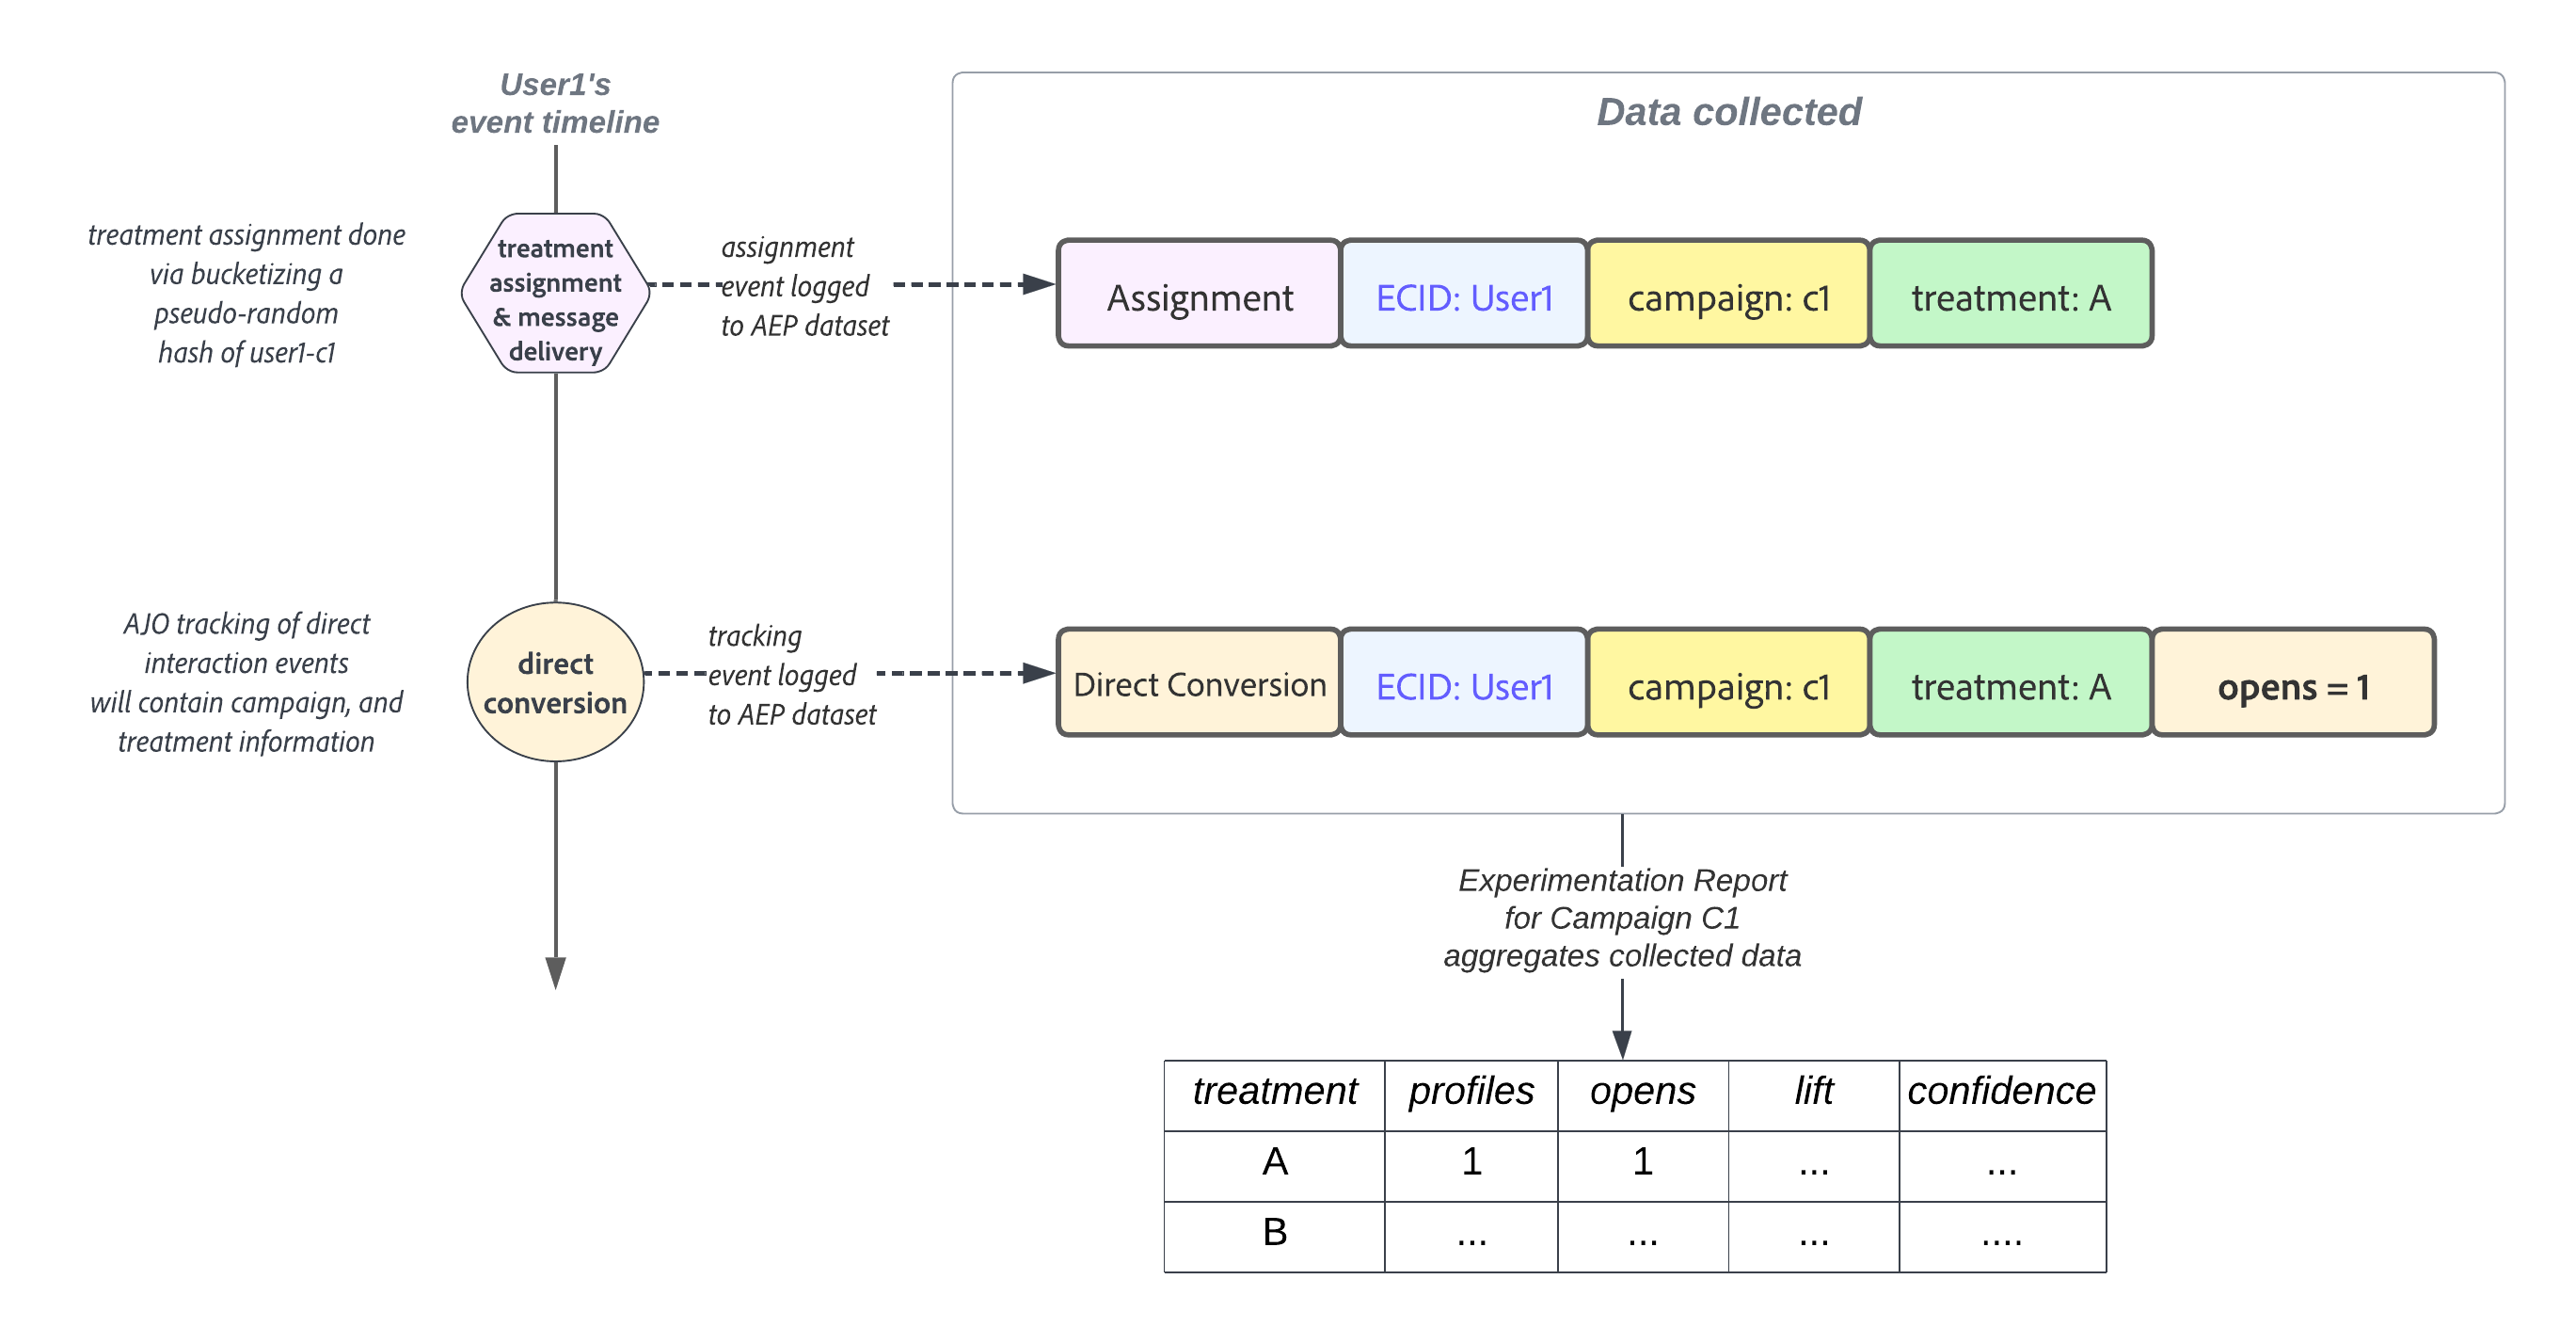 User1's
event timeline
treatment assignment done
via bucketizing a
pseudo-random
hash of user1-c1
treatment
assignment
& message
delivery
assignment
event logged
to AEP dataset
Data collected
Assignment
ECID: User1
campaign: c1
treatment: A
AJO tracking of direct
interaction events
will contain campaign, and
treatment information
direct
conversion
tracking
event logged
to AEP dataset
Direct Conversion
ECID: User1
campaign: c1
treatment: A
opens = 1
Experimentation Report
for Campaign C1
aggregates collected data
treatment profiles opens lift confidence
A 1 1 ... ...
B ... ... ... ....